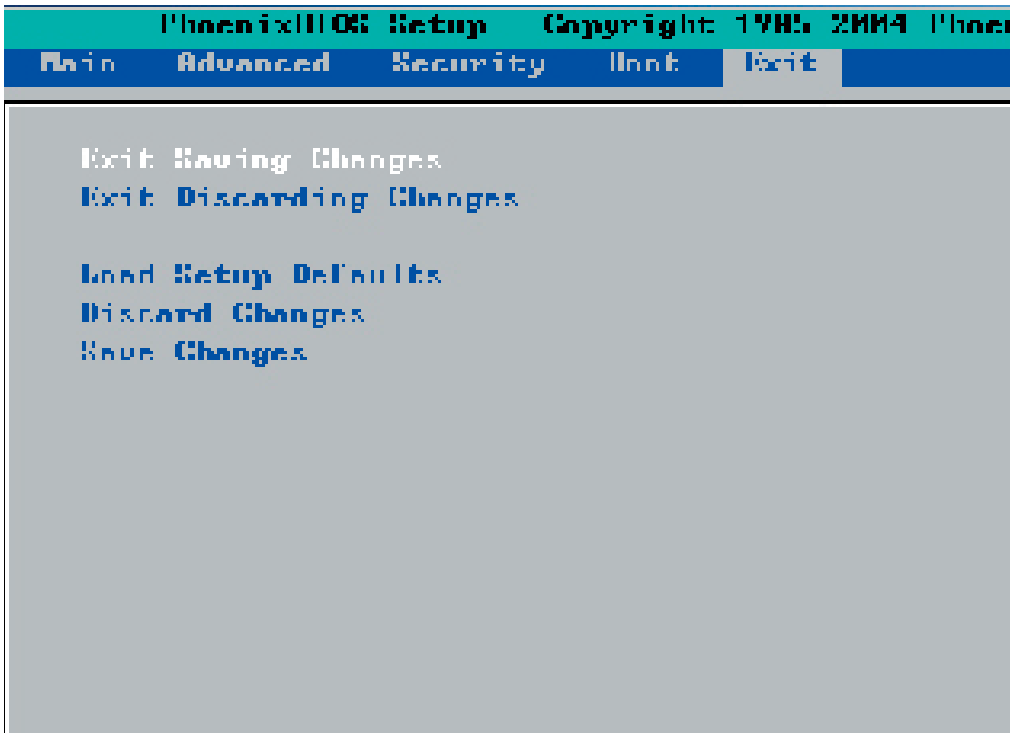 PhoenixBIOS Setup Copyright 1985 2004 Phoe
Main Advanced Security Boot Exit
Exit Saving Changes
Exit Discarding Changes
Load Setup Defaults
Discard Changes
Save Changes